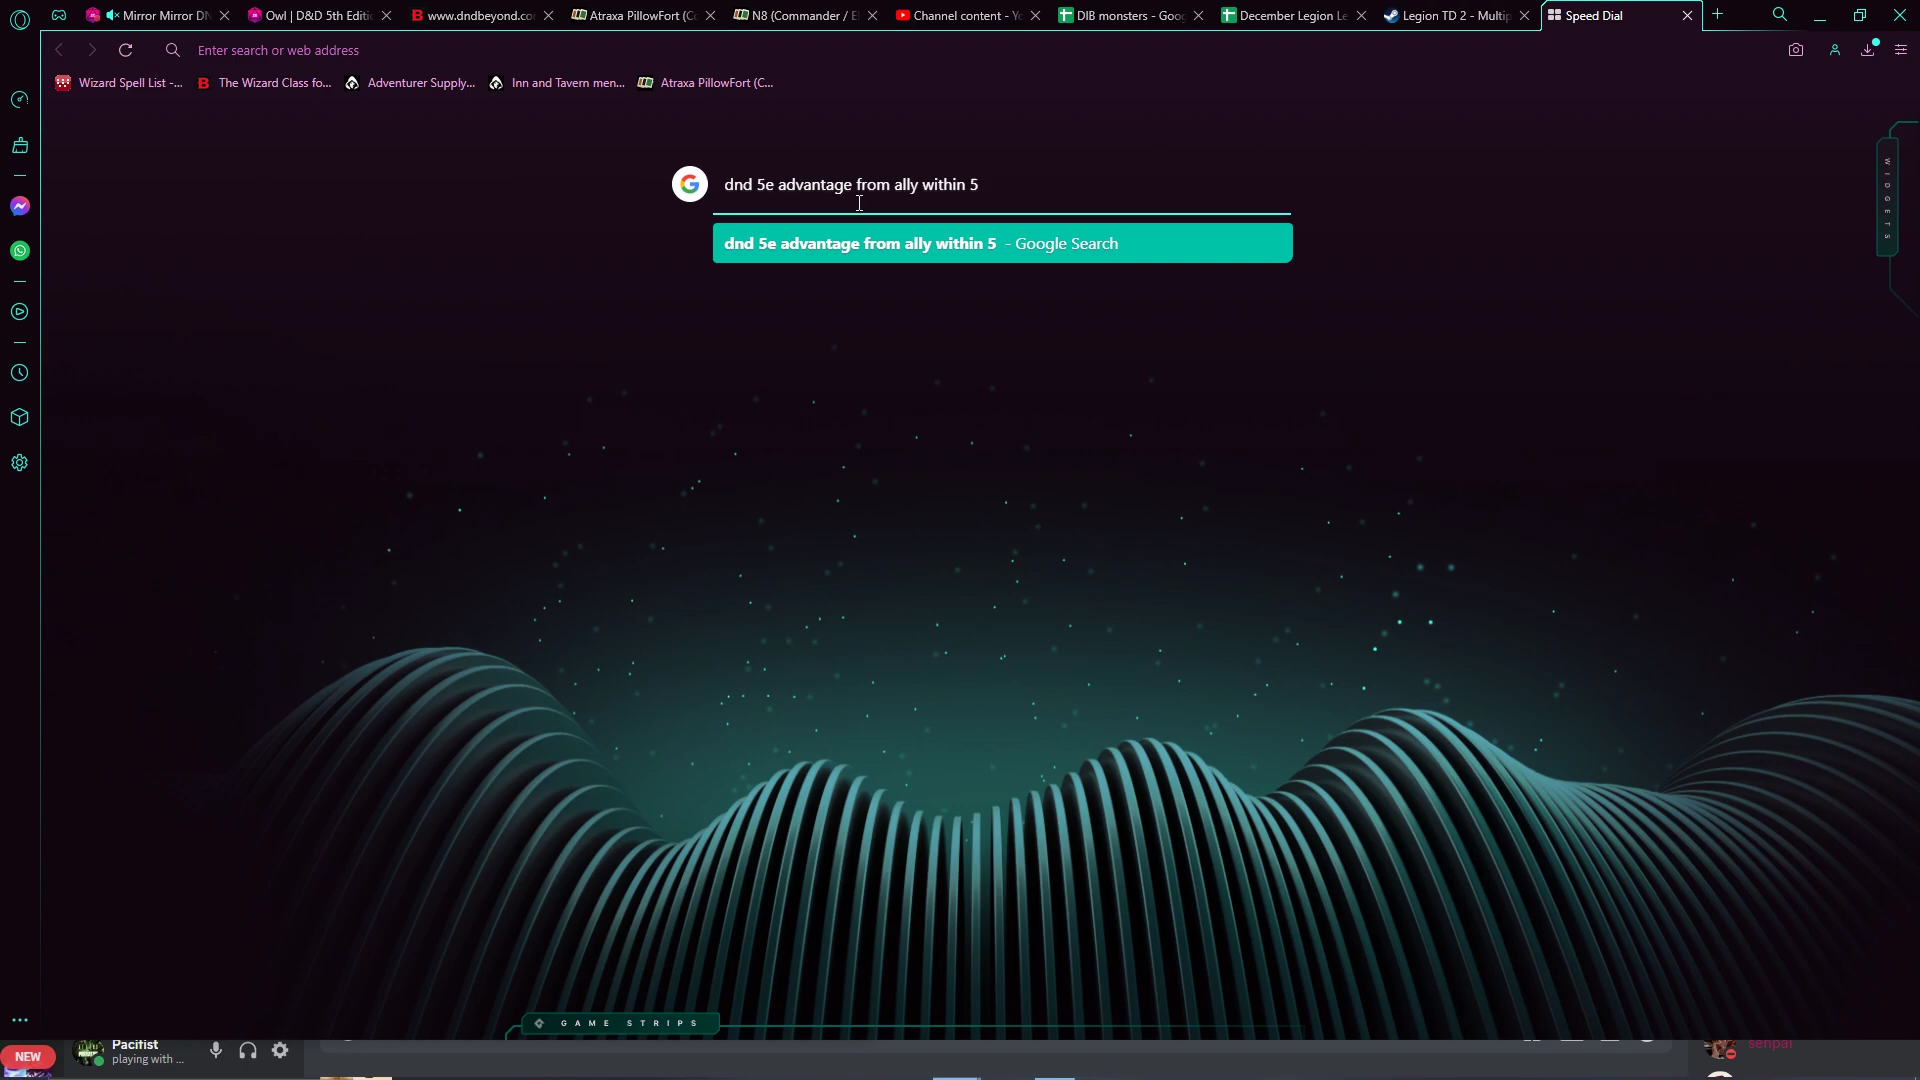 Mirror Mirror D
Owl | D&D 5th Editi
www.dndbeyond.co
Atraxa PillowFort (C
N8 (Commander / E
Channel content - Y
DIB monsters - Goo
December Legion L
Legion TD 2 - Multip
Speed Dial
Enter search or web address
Wizard Spell List -...
The Wizard Class fo...
Adventurer Supply...
Inn and Tavern men...
Atraxa PillowFort (C...
WIDGETS
dnd 5e advantage from ally within 5
dnd 5e advantage from ally within 5 - Google Search
GAME STRIPS
NEW
Pacifist
playing with ...
senpai